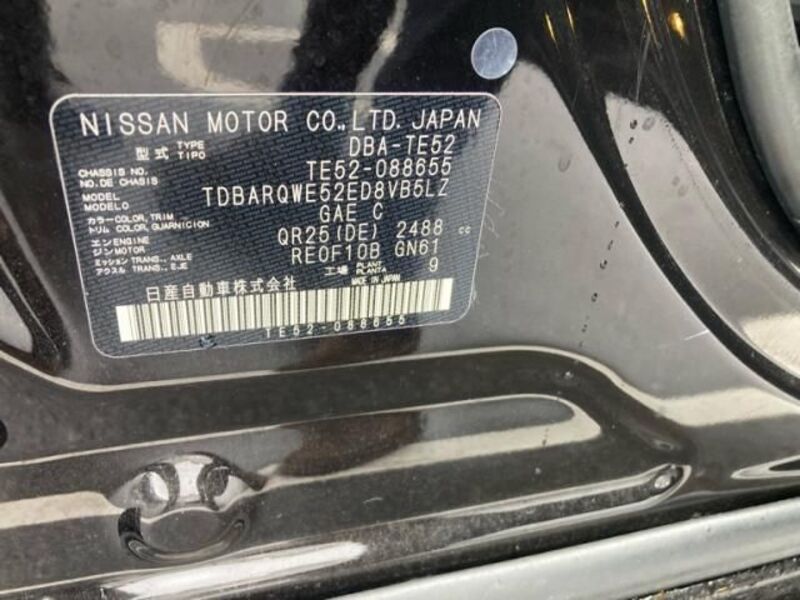 NISSAN MOTOR CO.,LTD. JAPAN
型式 TYPE TIPO DBA-TE52
CHASSIS NO. NO. DE CHASIS TE52-088655
MODEL MODELO TDBARQWE52ED8VB5LZ
カラー COLOR, TRIM トリム COLOR, GUARNICION GAE C
エンジン ENGINE MOTOR QR25(DE) 2488 cc
ミッション TRANS., AXLE アクスル TRANS., EJE RE0F10B GN61
工場 PLANT PLANTA 9
日産自動車株式会社 MADE IN JAPAN
TE52-088655